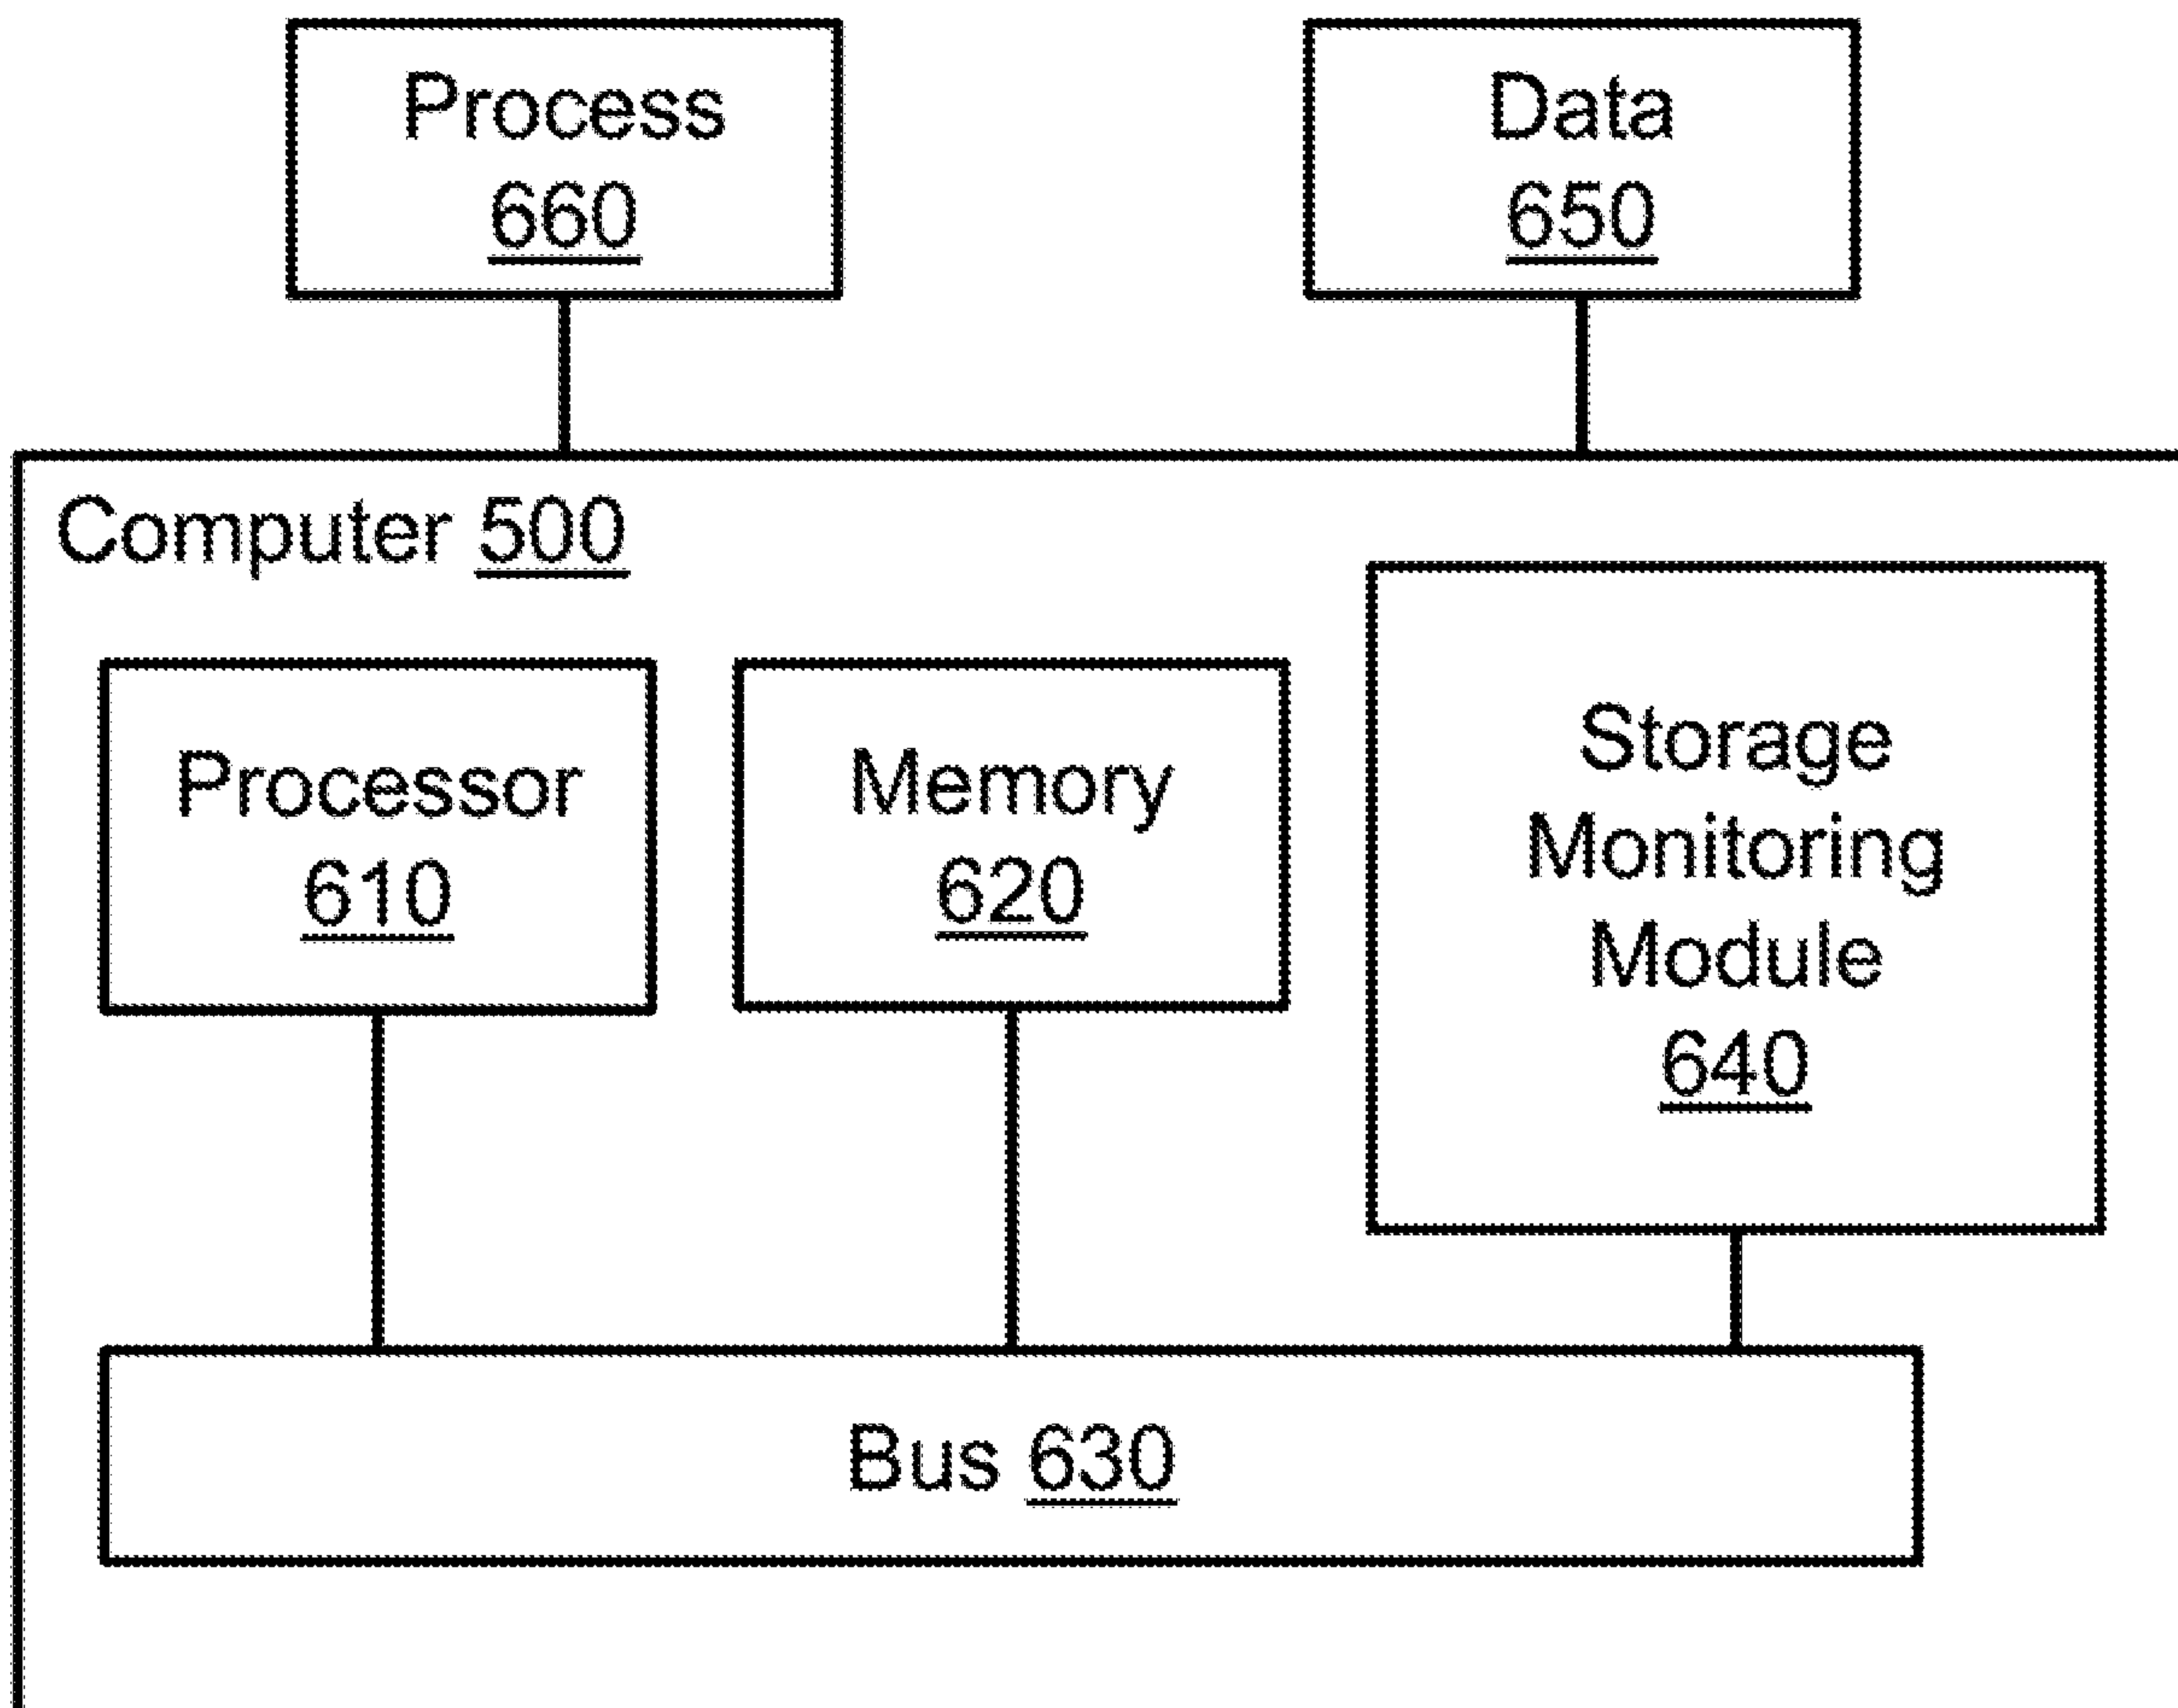 Process
660
Data
650
Computer 500
Processor
610
Memory
620
Storage
Monitoring
Module
640
Bus 630